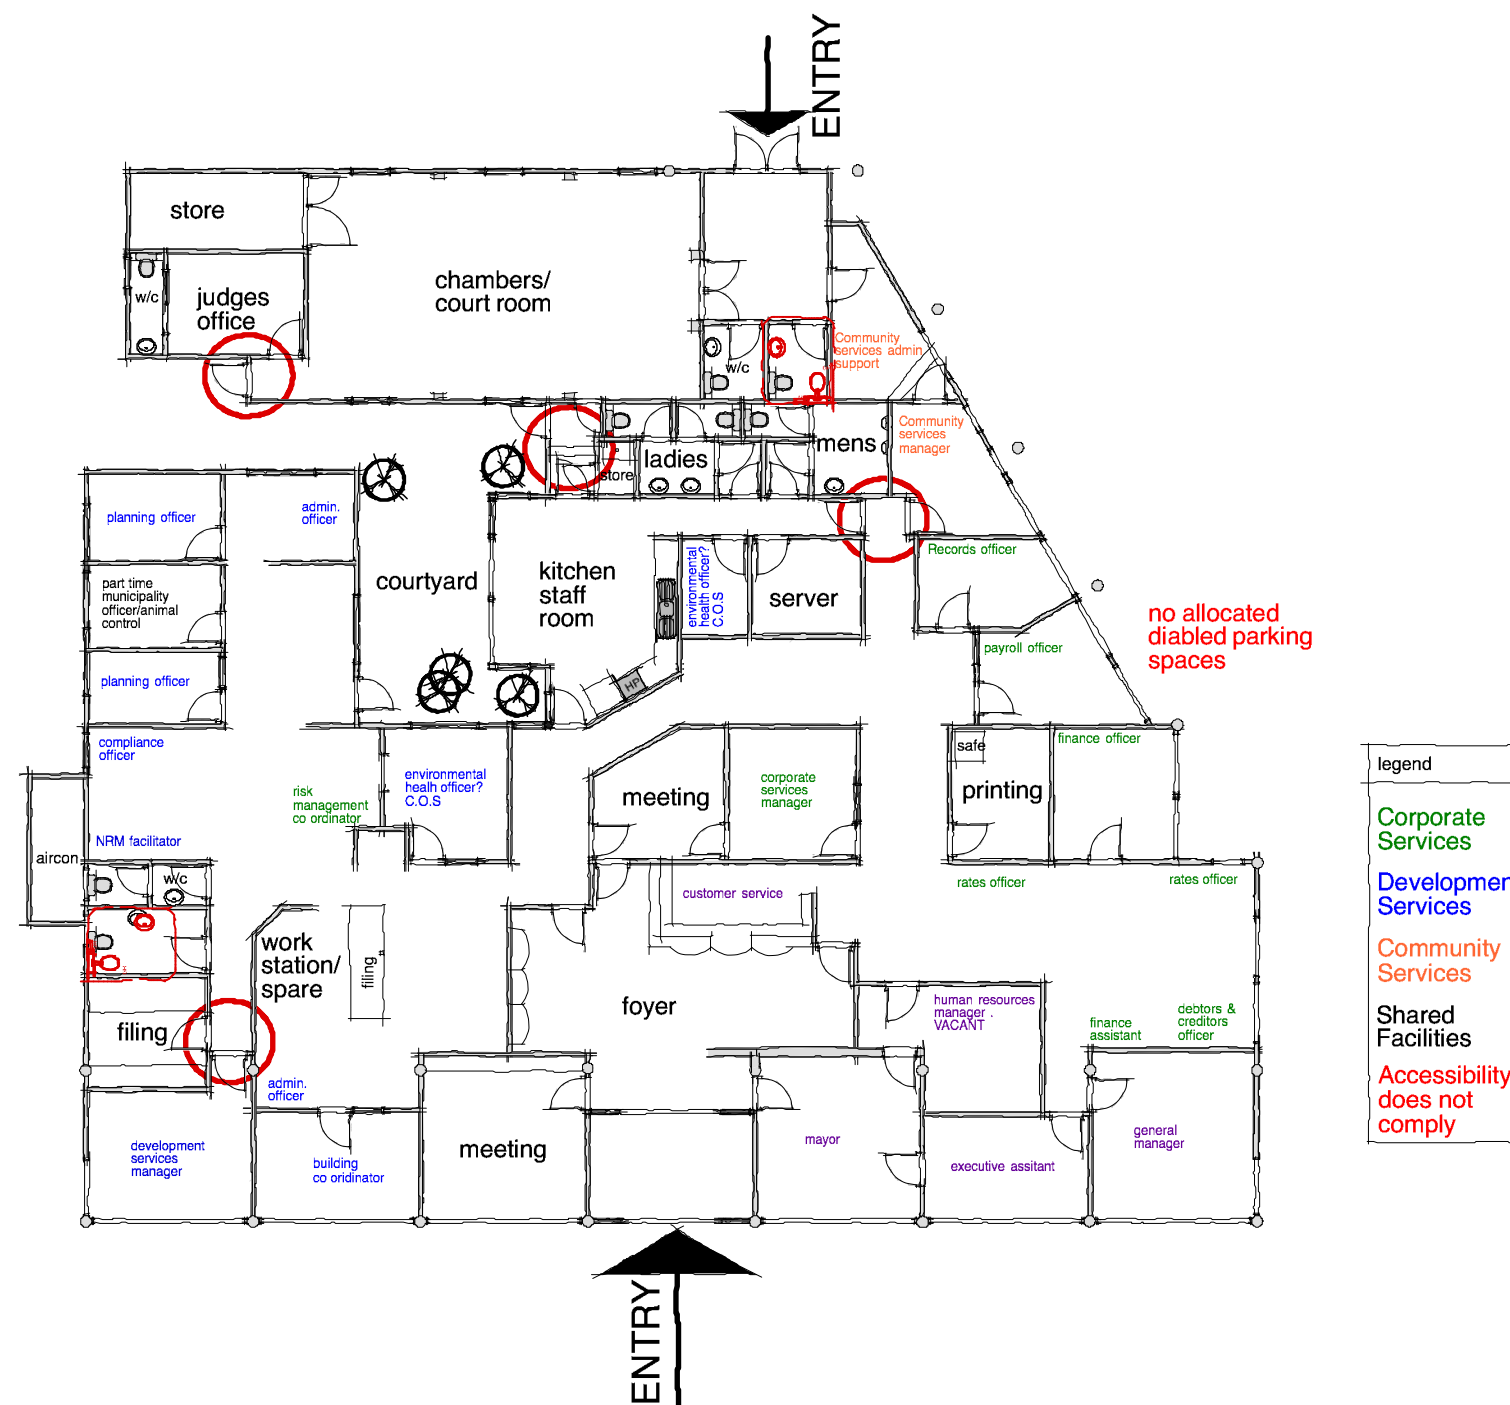 ENTRY
store
w/c
judges
office
chambers/
court room
w/c
Community
services admin
support
Community
services
manager
mens
ladies
store
planning officer
admin.
officer
part time
municipality
officer/animal
control
planning officer
courtyard
kitchen
staff
room
HP
environmental
health officer?
C.O.S
server
Records officer
payroll officer
no allocated
diabled parking
spaces
compliance
officer
risk
management
co ordinator
environmental
healh officer?
C.O.S
NRM facilitator
aircon
w/c
meeting
corporate
services
manager
safe
printing
finance officer
legend
Corporate
Services
Developmen
Services
Community
Services
Shared
Facilities
Accessibility
does not
comply
customer service
rates officer
rates officer
work
station/
spare
filing
filing
foyer
human resources
manager .
VACANT
finance
assistant
debtors &
creditors
officer
admin.
officer
development
services
manager
building
co oridinator
meeting
mayor
executive assitant
general
manager
ENTRY